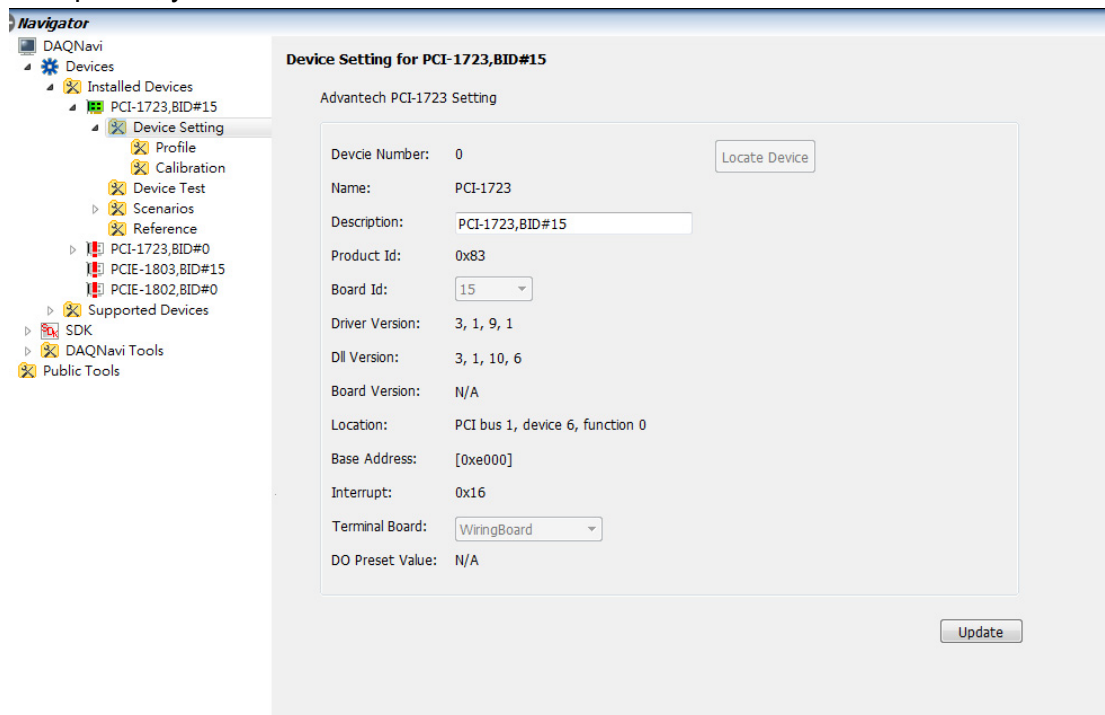 Navigator
DAQNavi
Devices
Installed Devices
PCI-1723,BID#15
Device Setting
Profile
Calibration
Device Test
Scenarios
Reference
PCI-1723,BID#0
PCIE-1803,BID#15
PCIE-1802,BID#0
Supported Devices
SDK
DAQNavi Tools
Public Tools
Device Setting for PCI-1723,BID#15
Advantech PCI-1723 Setting
Devcie Number: 0 Locate Device
Name: PCI-1723
Description: PCI-1723,BID#15
Product Id: 0x83
Board Id: 15
Driver Version: 3, 1, 9, 1
Dll Version: 3, 1, 10, 6
Board Version: N/A
Location: PCI bus 1, device 6, function 0
Base Address: [0xe000]
Interrupt: 0x16
Terminal Board: WiringBoard
DO Preset Value: N/A
Update